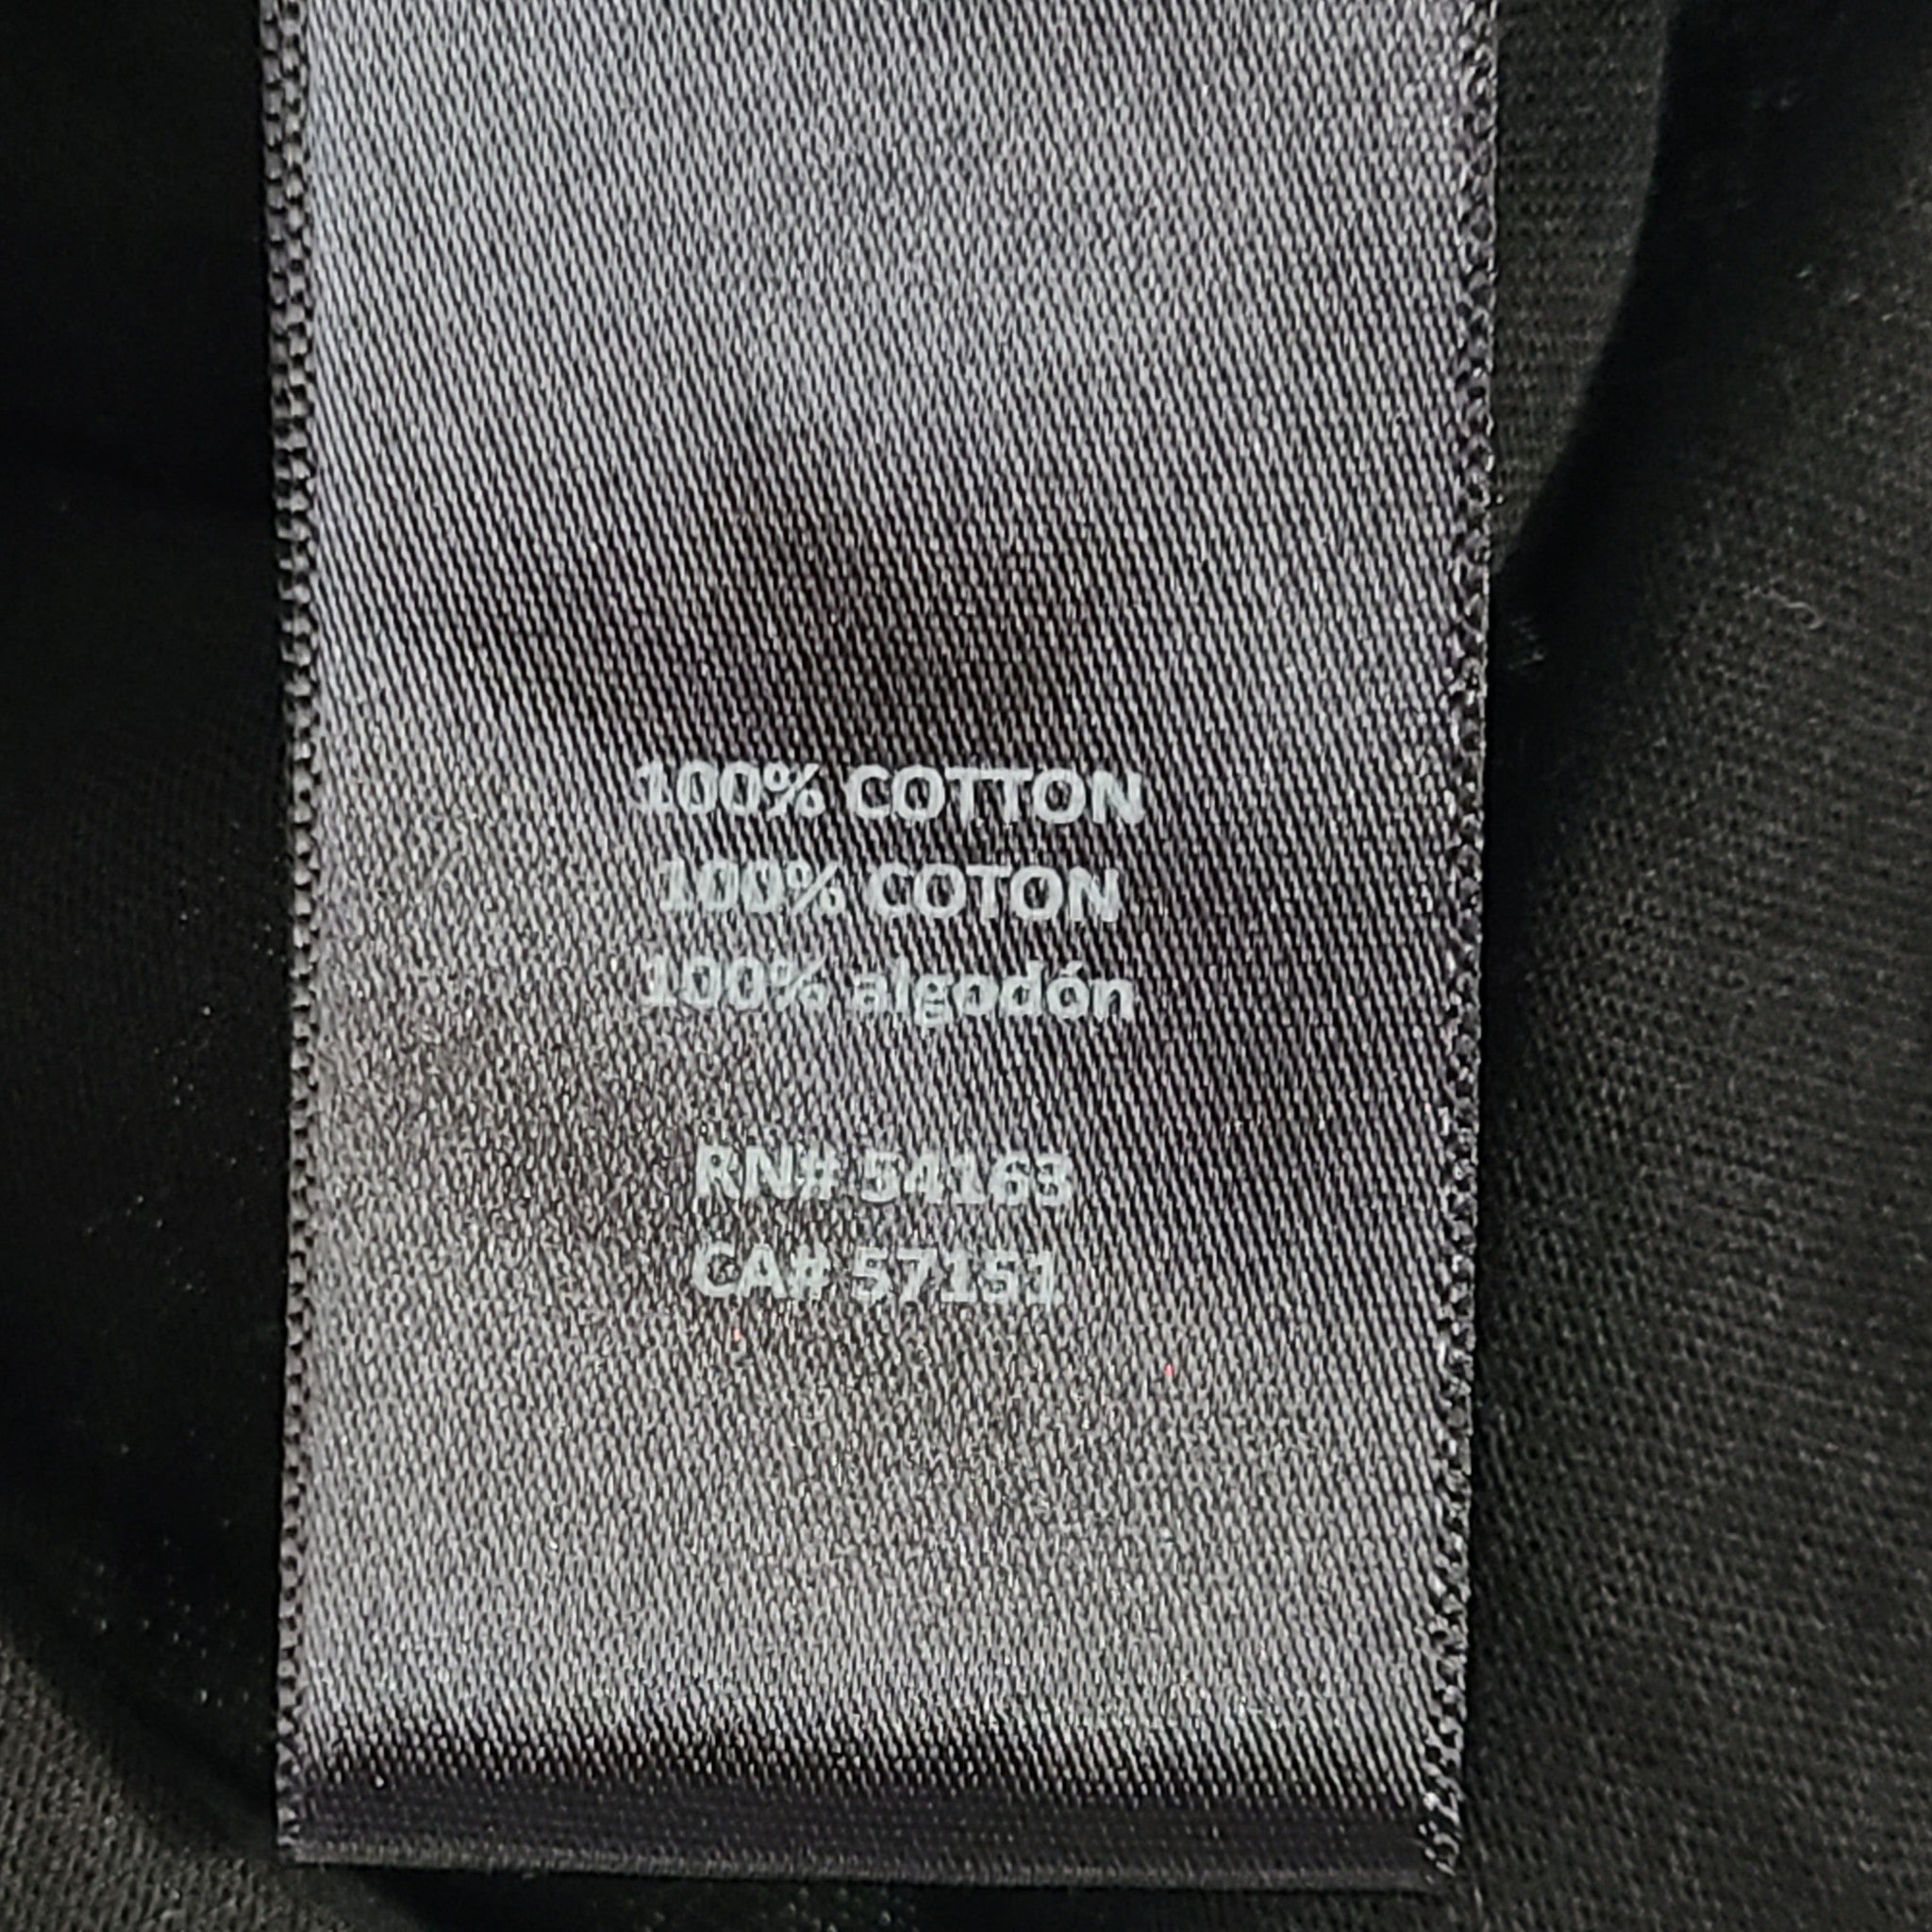 100% COTTON
100% COTON
100% algodón
RN# 54163
CA# 57151